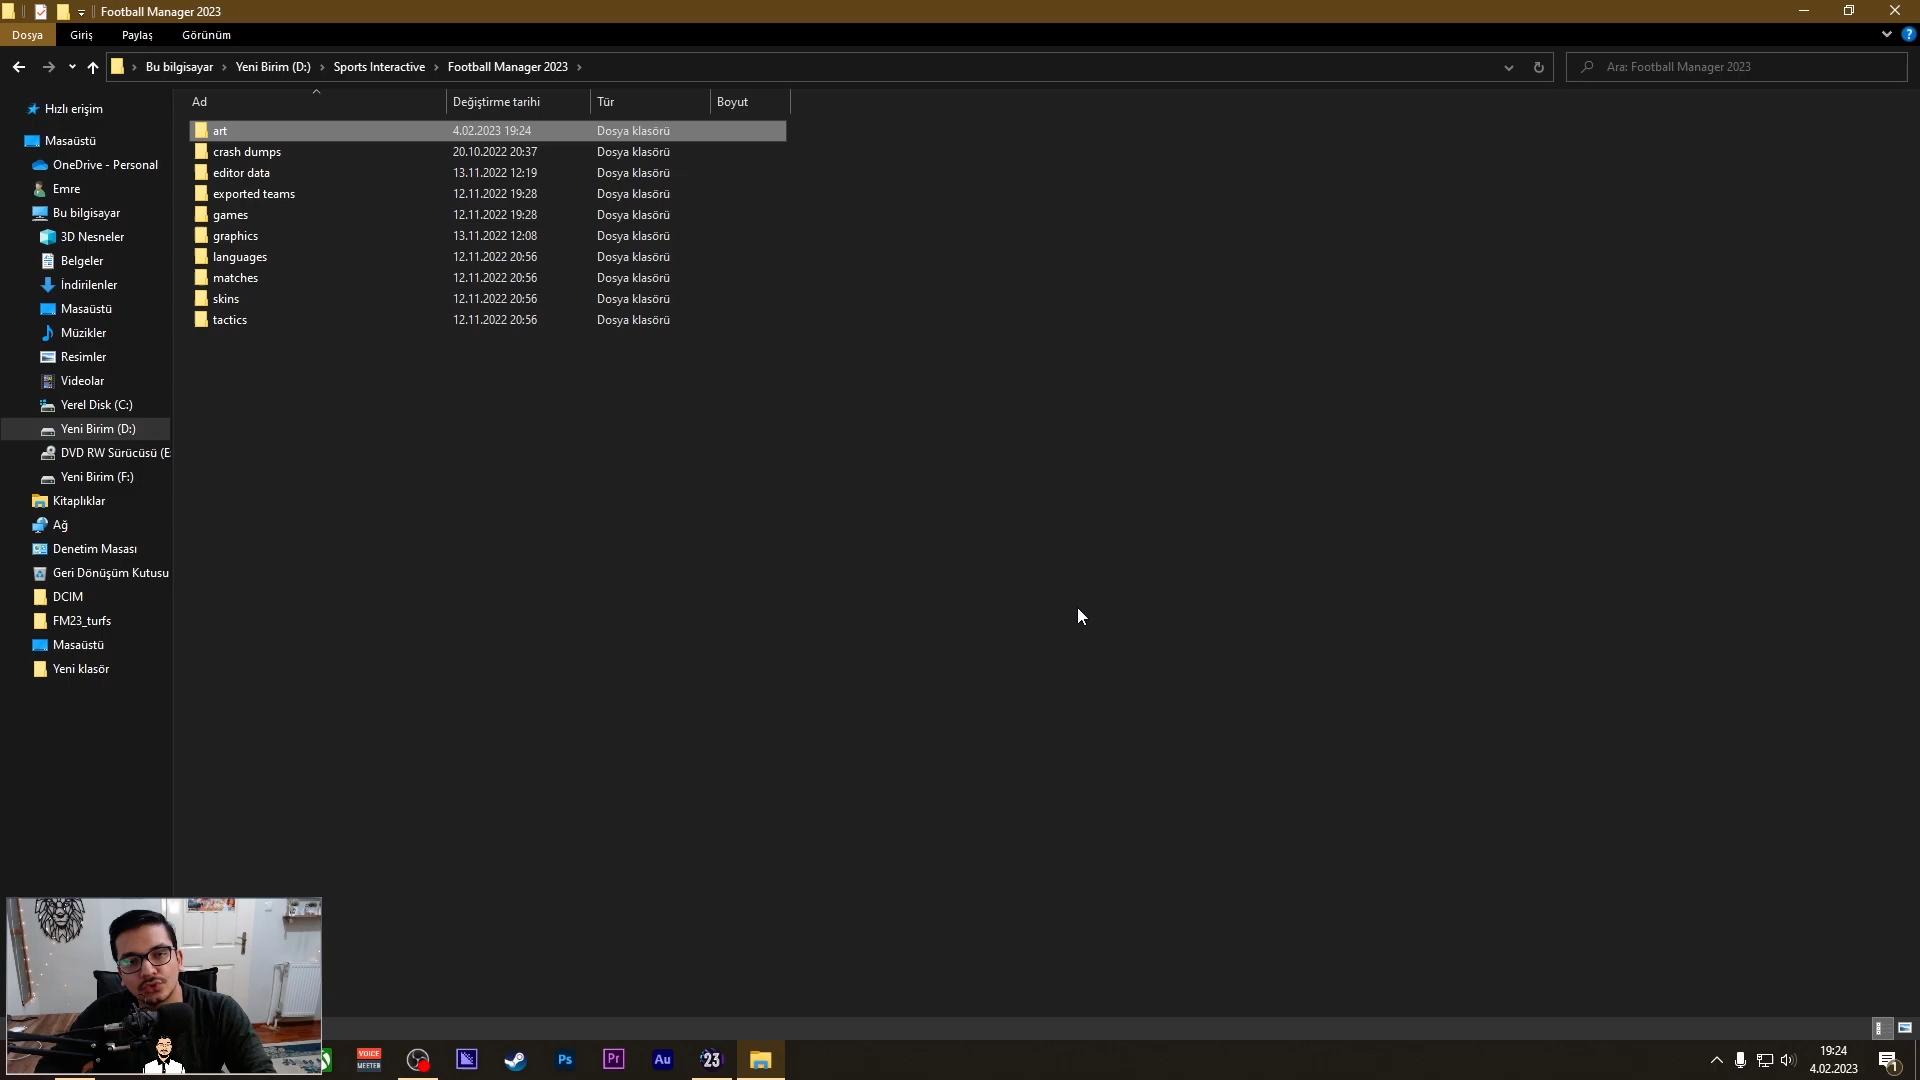 Football Manager 2023
Dosya Giriş Paylaş Görünüm
Bu bilgisayar Yeni Birim (D:) Sports Interactive Football Manager 2023
Ara: Football Manager 2023
Ad Değiştirme tarihi Tür Boyut
art 4.02.2023 19:24 Dosya klasörü
crash dumps 20.10.2022 20:37 Dosya klasörü
editor data 13.11.2022 12:19 Dosya klasörü
exported teams 12.11.2022 19:28 Dosya klasörü
games 12.11.2022 19:28 Dosya klasörü
graphics 13.11.2022 12:08 Dosya klasörü
languages 12.11.2022 20:56 Dosya klasörü
matches 12.11.2022 20:56 Dosya klasörü
skins 12.11.2022 20:56 Dosya klasörü
tactics 12.11.2022 20:56 Dosya klasörü
Hızlı erişim
Masaüstü
OneDrive - Personal
Emre
Bu bilgisayar
3D Nesneler
Belgeler
İndirilenler
Masaüstü
Müzikler
Resimler
Videolar
Yerel Disk (C:)
Yeni Birim (D:)
DVD RW Sürücüsü (E
Yeni Birim (F:)
Kitaplıklar
Ağ
Denetim Masası
Geri Dönüşüm Kutusu
DCIM
FM23_turfs
Masaüstü
Yeni klasör
VOICE
MEETER
Ps
Pr
Au
23
19:24
4.02.2023
1